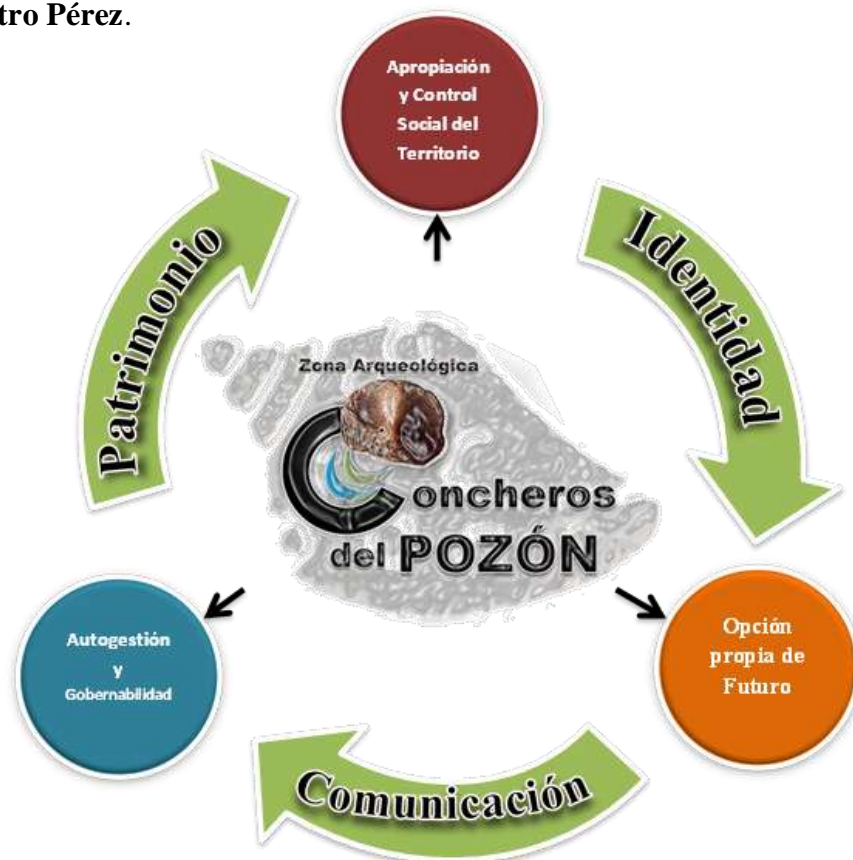 tro Pérez.
Apropiación
y Control
Social del
Territorio
Patrimonio
Identidad
Zona Arqueológica
Concheros
del POZÓN
Autogestión
y
Gobernabilidad
Opción
propia de
Futuro
Comunicación